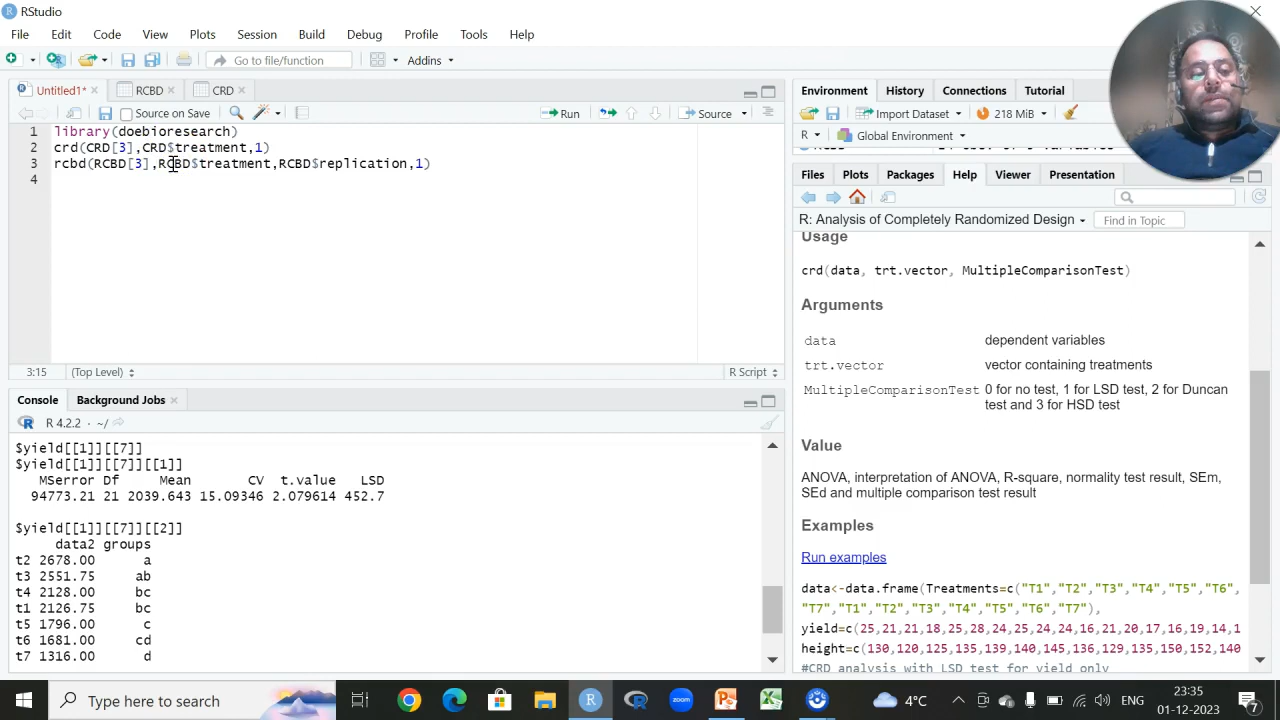 RStudio
File Edit Code View Plots Session Build Debug Profile Tools Help
Go to file/function Addins
Untitled1* RCBD CRD
Source on Save Run Source
1 library(doebioresearch)
2 crd(CRD[3],CRD$treatment,1)
3 rcbd(RCBD[3],RCBD$treatment,RCBD$replication,1)
4
3:15 (Top Level) R Script
Console Background Jobs
R 4.2.2 · ~/
$yield[[1]][[7]]
$yield[[1]][[7]][[1]]
MSerror Df Mean CV t.value LSD
94773.21 21 2039.643 15.09346 2.079614 452.7
$yield[[1]][[7]][[2]]
data2 groups
t2 2678.00 a
t3 2551.75 ab
t4 2128.00 bc
t1 2126.75 bc
t5 1796.00 c
t6 1681.00 cd
t7 1316.00 d
Environment History Connections Tutorial
Import Dataset 218 MiB
R Global Environment
Files Plots Packages Help Viewer Presentation
R: Analysis of Completely Randomized Design Find in Topic
Usage
crd(data, trt.vector, MultipleComparisonTest)
Arguments
data dependent variables
trt.vector vector containing treatments
MultipleComparisonTest 0 for no test, 1 for LSD test, 2 for Duncan
test and 3 for HSD test
Value
ANOVA, interpretation of ANOVA, R-square, normality test result, SEm,
SEd and multiple comparison test result
Examples
Run examples
data<-data.frame(Treatments=c("T1","T2","T3","T4","T5","T6",
"T7","T1","T2","T3","T4","T5","T6","T7"),
yield=c(25,21,21,18,25,28,24,25,24,24,16,21,20,17,16,19,14,1
height=c(130,120,125,135,139,140,145,136,129,135,150,152,140
#CRD analysis with LSD test for yield only
Type here to search
4°C
ENG
23:35
01-12-2023
7